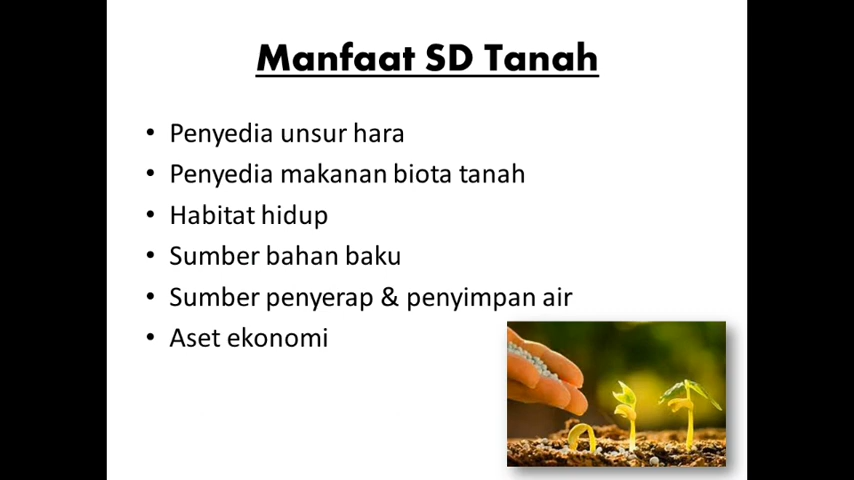 Manfaat SD Tanah
• Penyedia unsur hara
• Penyedia makanan biota tanah
• Habitat hidup
• Sumber bahan baku
• Sumber penyerap & penyimpan air
• Aset ekonomi